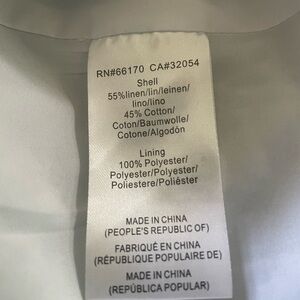 RN#66170 CA#32054
Shell
55%linen/lin/leinen/
lino/lino
45% Cotton/
Coton/Baumwolle/
Cotone/Algodón
Lining
100% Polyester/
Polyester/Polyester/
Poliestere/Poliéster
MADE IN CHINA
(PEOPLE'S REPUBLIC OF)
FABRIQUÉ EN CHINA
(RÉPUBLIQUE POPULAIRE DE)
MADE IN CHINA
(REPÚBLICA POPULAR)